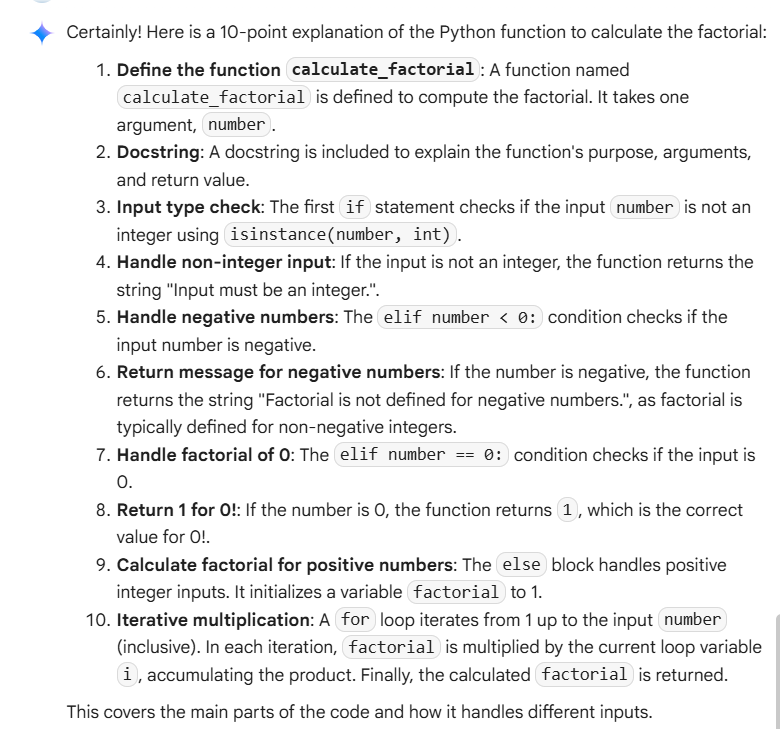 Certainly! Here is a 10-point explanation of the Python function to calculate the factorial:
1. Define the function calculate_factorial: A function named
calculate_factorial is defined to compute the factorial. It takes one
argument, number.
2. Docstring: A docstring is included to explain the function's purpose, arguments,
and return value.
3. Input type check: The first if statement checks if the input number is not an
integer using isinstance(number, int).
4. Handle non-integer input: If the input is not an integer, the function returns the
string "Input must be an integer.".
5. Handle negative numbers: The elif number < 0: condition checks if the
input number is negative.
6. Return message for negative numbers: If the number is negative, the function
returns the string "Factorial is not defined for negative numbers.", as factorial is
typically defined for non-negative integers.
7. Handle factorial of 0: The elif number == 0: condition checks if the input is
0.
8. Return 1 for 0!: If the number is 0, the function returns 1, which is the correct
value for 0!.
9. Calculate factorial for positive numbers: The else block handles positive
integer inputs. It initializes a variable factorial to 1.
10. Iterative multiplication: A for loop iterates from 1 up to the input number
(inclusive). In each iteration, factorial is multiplied by the current loop variable
i, accumulating the product. Finally, the calculated factorial is returned.
This covers the main parts of the code and how it handles different inputs.